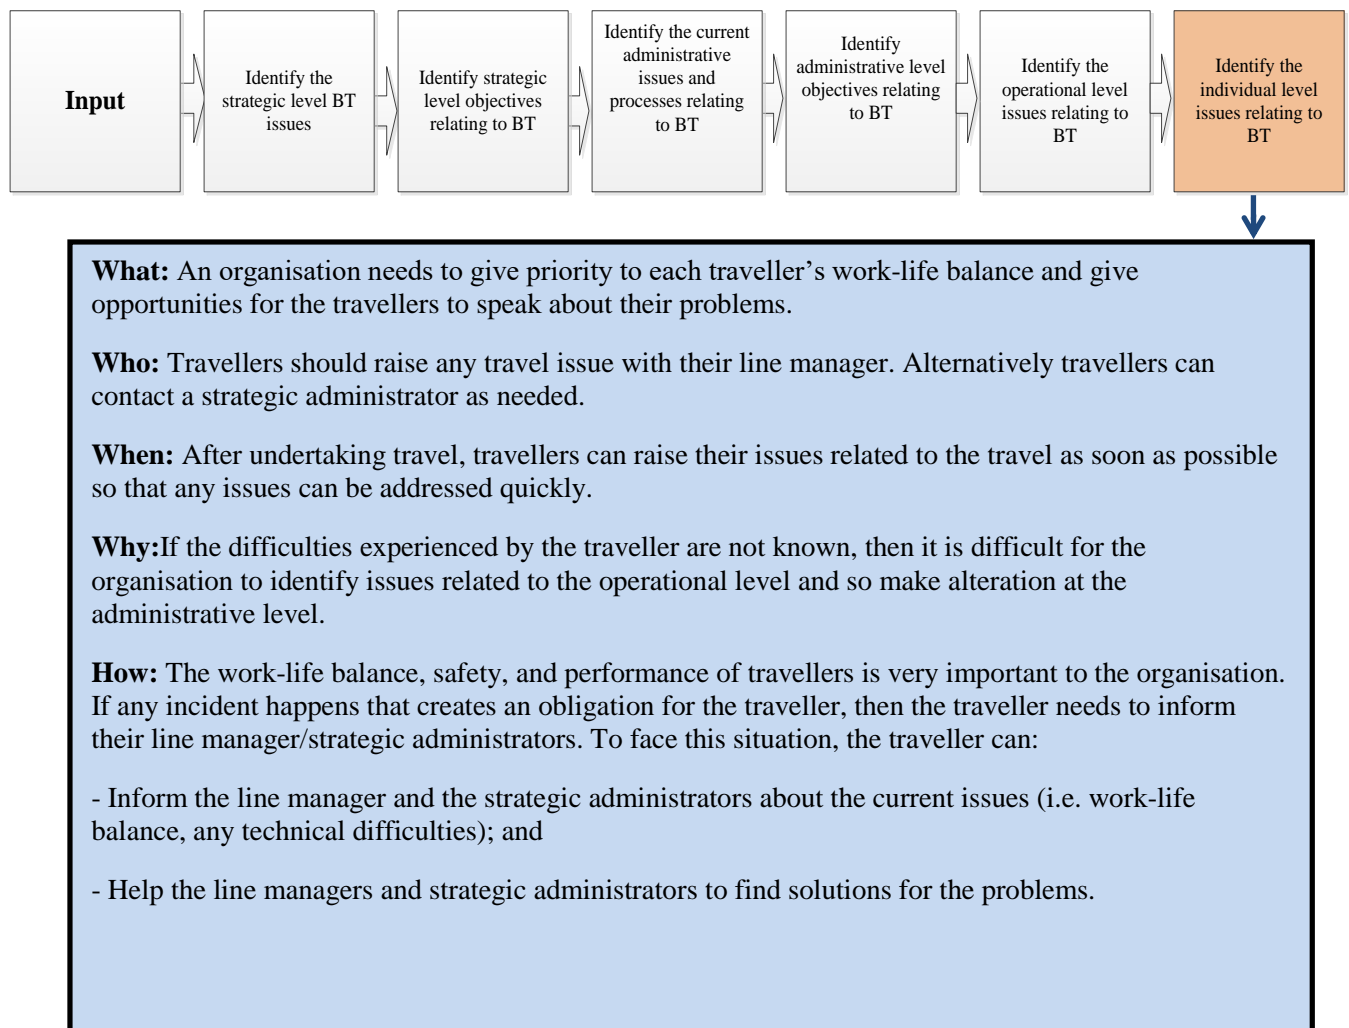 Input
Identify the
strategic level BT
issues
Identify strategic
level objectives
relating to BT
Identify the current
administrative
issues and
processes relating
to BT
Identify
administrative level
objectives relating
to BT
Identify the
operational level
issues relating to
BT
Identify the
individual level
issues relating to
BT
What: An organisation needs to give priority to each traveller’s work-life balance and give
opportunities for the travellers to speak about their problems.
Who: Travellers should raise any travel issue with their line manager. Alternatively travellers can
contact a strategic administrator as needed.
When: After undertaking travel, travellers can raise their issues related to the travel as soon as possible
so that any issues can be addressed quickly.
Why:If the difficulties experienced by the traveller are not known, then it is difficult for the
organisation to identify issues related to the operational level and so make alteration at the
administrative level.
How: The work-life balance, safety, and performance of travellers is very important to the organisation.
If any incident happens that creates an obligation for the traveller, then the traveller needs to inform
their line manager/strategic administrators. To face this situation, the traveller can:
- Inform the line manager and the strategic administrators about the current issues (i.e. work-life
balance, any technical difficulties); and
- Help the line managers and strategic administrators to find solutions for the problems.